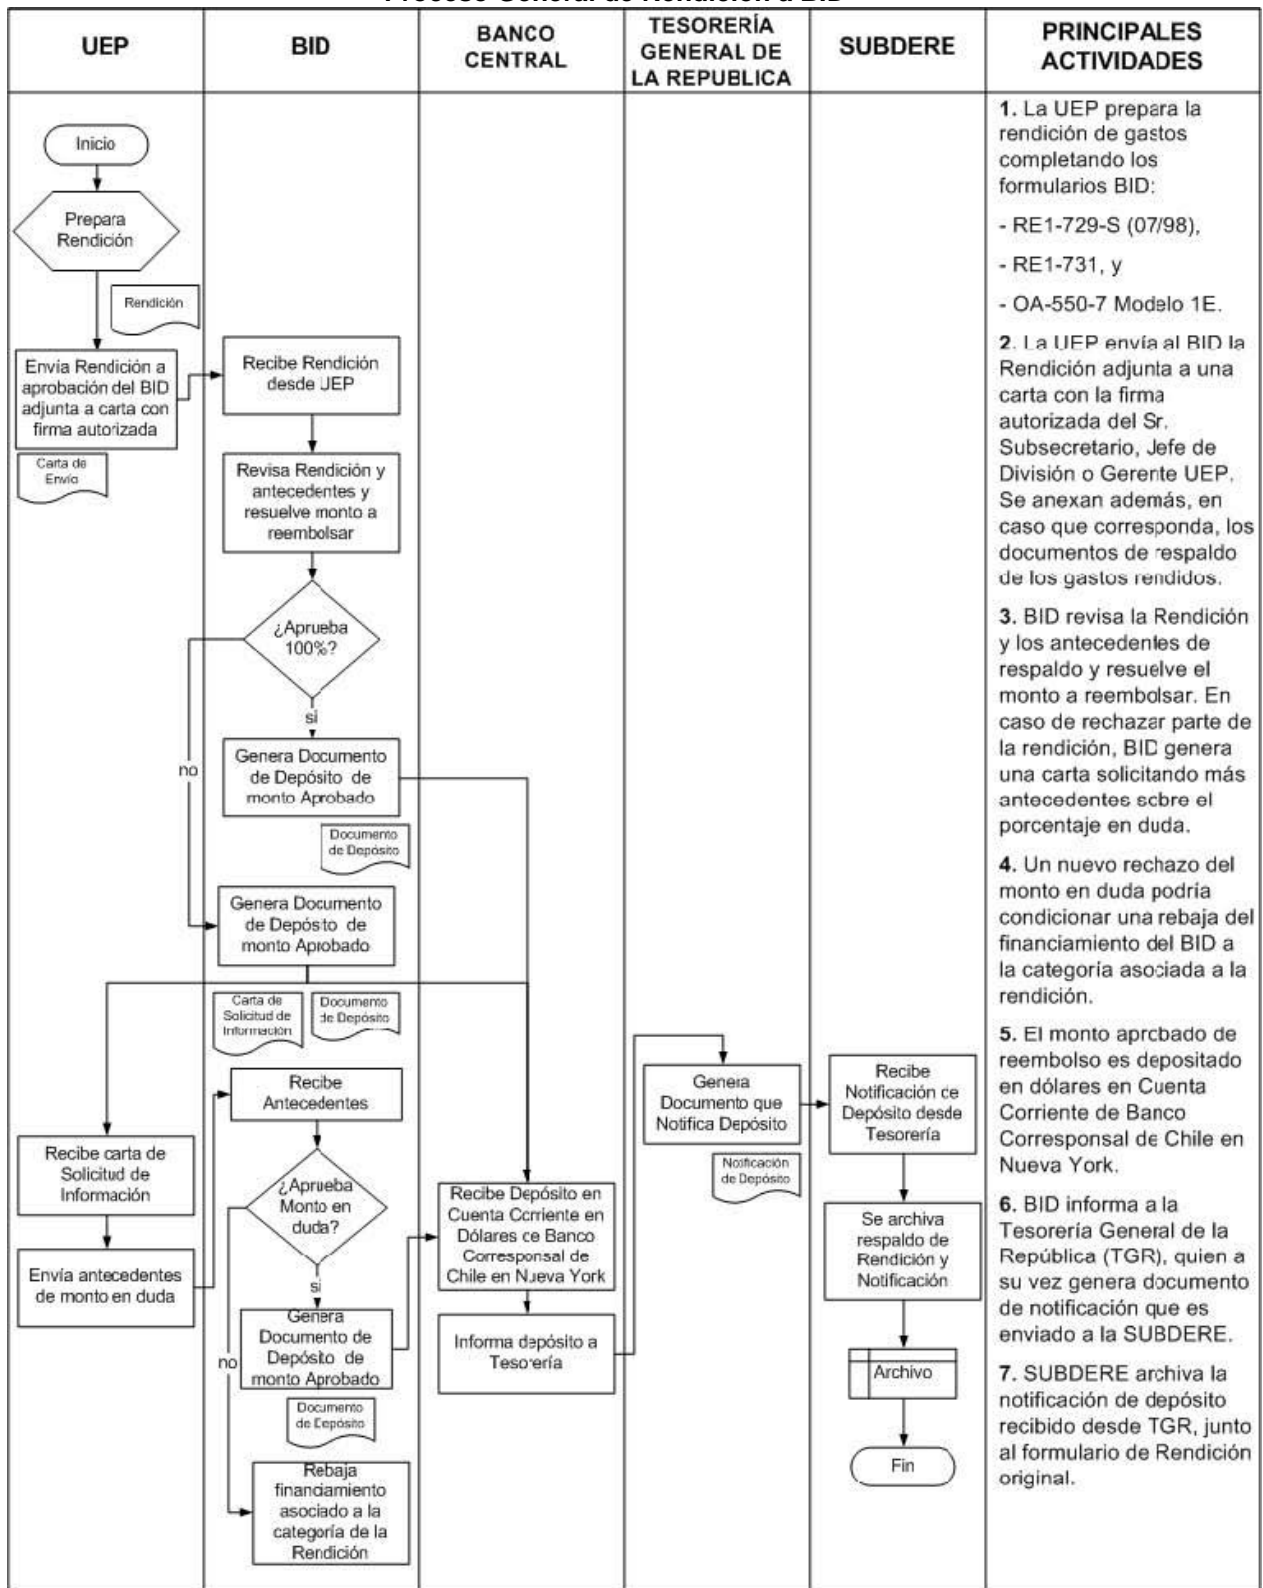 Proceso General de Rendición a BID
UEP
BID
BANCO
CENTRAL
TESORERÍA
GENERAL DE
LA REPUBLICA
SUBDERE
PRINCIPALES
ACTIVIDADES
Inicio
Prepara
Rendición
Rendición
Envía Rendición a
aprobación del BID
adjunta a carta con
firma autorizada
Carta de
Envío
Recibe Rendición
desde UEP
Revisa Rendición y
antecedentes y
resuelve monto a
reembolsar
¿Aprueba
100%?
si
no
Genera Documento
de Depósito de
monto Aprobado
Documento
de Depósito
Genera Documento
de Depósito de
monto Aprobado
Carta de
Solicitud de
Información
Documento
de Depósito
Recibe
Antecedentes
Recibe carta de
Solicitud de
Información
Envía antecedentes
de monto en duda
¿Aprueba
Monto en
duda?
si
no
Genera
Documento de
Depósito de
monto Aprobado
Documento
de Depósito
Rebaja
financiamiento
asociado a la
categoría de la
Rendición
Recibe Depósito en
Cuenta Corriente en
Dólares de Banco
Corresponsal de
Chile en Nueva York
Informa depósito a
Tesorería
Genera
Documento que
Notifica Depósito
Notificación
de Depósito
Recibe
Notificación de
Depósito desde
Tesorería
Se archiva
respaldo de
Rendición y
Notificación
Archivo
Fin
1. La UEP prepara la
rendición de gastos
completando los
formularios BID:
- RE1-729-S (07/98),
- RE1-731, y
- OA-550-7 Modelo 1E.
2. La UEP envía al BID la
Rendición adjunta a una
carta con la firma
autorizada del Sr.
Subsecretario, Jefe de
División o Gerente UEP.
Se anexan además, en
caso que corresponda, los
documentos de respaldo
de los gastos rendidos.
3. BID revisa la Rendición
y los antecedentes de
respaldo y resuelve el
monto a reembolsar. En
caso de rechazar parte de
la rendición, BID genera
una carta solicitando más
antecedentes sobre el
porcentaje en duda.
4. Un nuevo rechazo del
monto en duda podría
condicionar una rebaja del
financiamiento del BID a
la categoría asociada a la
rendición.
5. El monto aprobado de
reembolso es depositado
en dólares en Cuenta
Corriente de Banco
Corresponsal de Chile en
Nueva York.
6. BID informa a la
Tesorería General de la
República (TGR), quien a
su vez genera documento
de notificación que es
enviado a la SUBDERE.
7. SUBDERE archiva la
notificación de depósito
recibido desde TGR, junto
al formulario de Rendición
original.